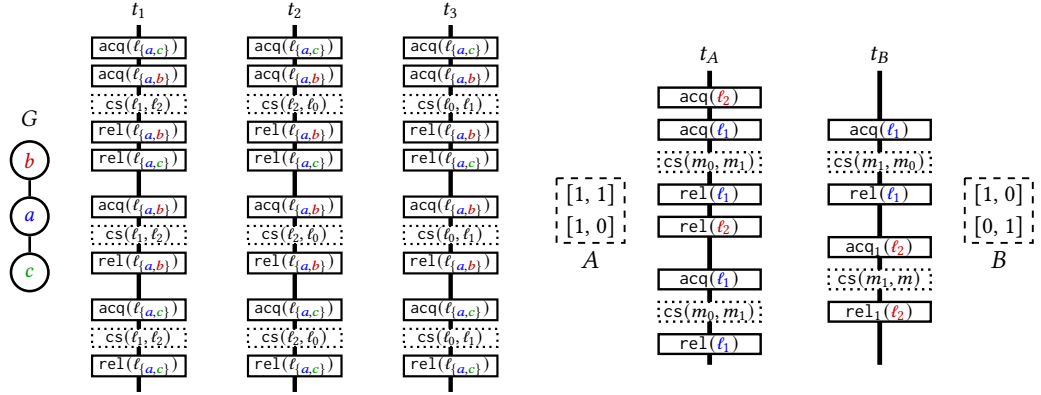 G
b
a
c
t₁
acq(ℓ{a,c})
acq(ℓ{a,b})
cs(ℓ₁, ℓ₂)
rel(ℓ{a,b})
rel(ℓ{a,c})
acq(ℓ{a,b})
cs(ℓ₁, ℓ₂)
rel(ℓ{a,b})
acq(ℓ{a,c})
cs(ℓ₁, ℓ₂)
rel(ℓ{a,c})
t₂
acq(ℓ{a,c})
acq(ℓ{a,b})
cs(ℓ₂, ℓ₀)
rel(ℓ{a,b})
rel(ℓ{a,c})
acq(ℓ{a,b})
cs(ℓ₂, ℓ₀)
rel(ℓ{a,b})
acq(ℓ{a,c})
cs(ℓ₂, ℓ₀)
rel(ℓ{a,c})
t₃
acq(ℓ{a,c})
acq(ℓ{a,b})
cs(ℓ₀, ℓ₁)
rel(ℓ{a,b})
rel(ℓ{a,c})
acq(ℓ{a,b})
cs(ℓ₀, ℓ₁)
rel(ℓ{a,b})
acq(ℓ{a,c})
cs(ℓ₀, ℓ₁)
rel(ℓ{a,c})
[1, 1]
[1, 0]
A
t_A
acq(ℓ₂)
acq(ℓ₁)
cs(m₀, m₁)
rel(ℓ₁)
rel(ℓ₂)
acq(ℓ₁)
cs(m₀, m₁)
rel(ℓ₁)
t_B
acq(ℓ₁)
cs(m₁, m₀)
rel(ℓ₁)
acq₁(ℓ₂)
cs(m₁, m)
rel₁(ℓ₂)
[1, 0]
[0, 1]
B